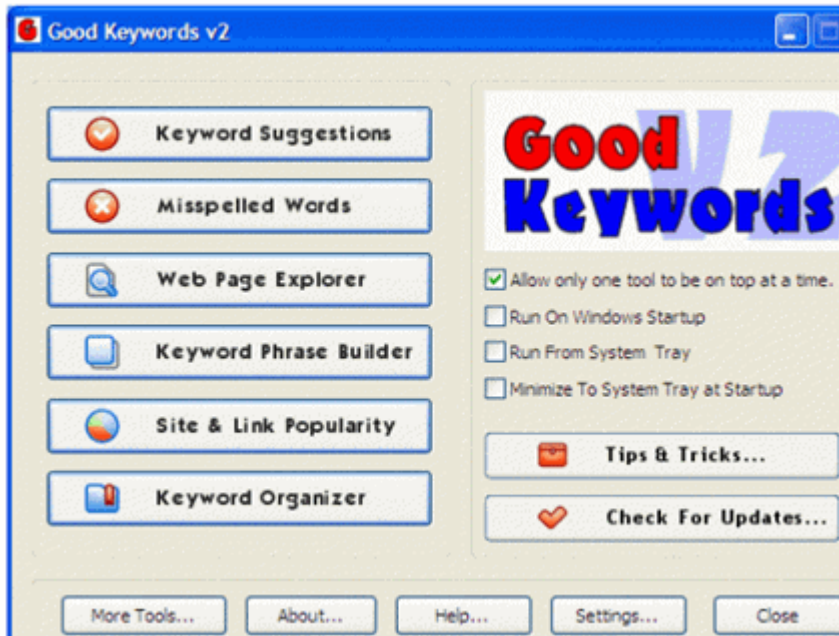 Good Keywords v2
Keyword Suggestions
Misspelled Words
Web Page Explorer
Keyword Phrase Builder
Site & Link Popularity
Keyword Organizer
V2
Good
Keywords
Allow only one tool to be on top at a time.
Run On Windows Startup
Run From System Tray
Minimize To System Tray at Startup
Tips & Tricks...
Check For Updates...
More Tools... About... Help... Settings... Close